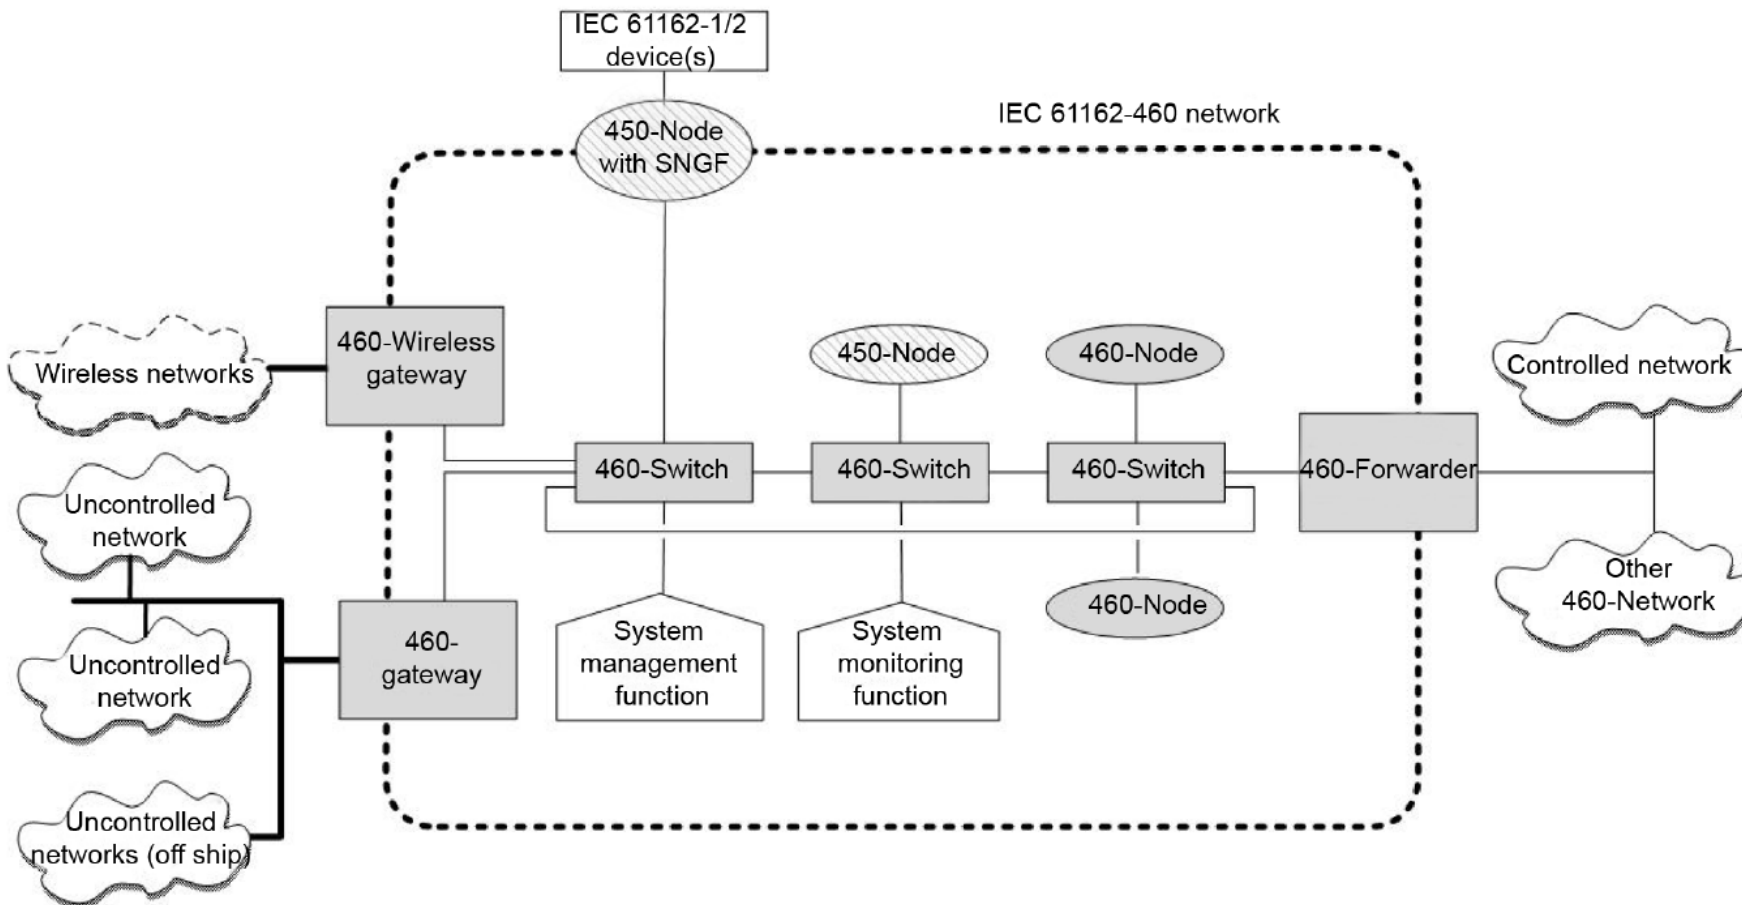 IEC 61162-1/2
device(s)
450-Node
with SNGF
IEC 61162-460 network
460-Wireless
gateway
Wireless networks
450-Node
460-Node
Controlled network
460-Switch
460-Switch
460-Switch
460-Forwarder
Uncontrolled
network
Uncontrolled
network
460-
gateway
System
management
function
System
monitoring
function
460-Node
Other
460-Network
Uncontrolled
networks (off ship)